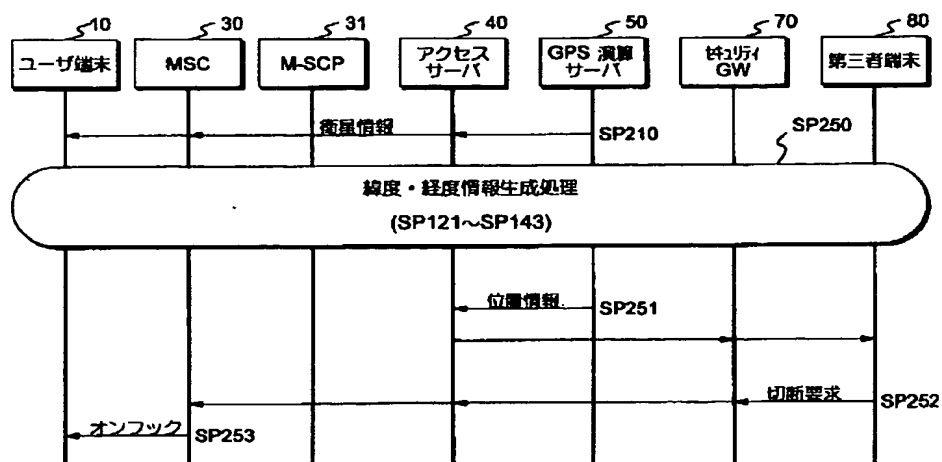 10
30
31
40
50
70
80
ユーザ端末
MSC
M-SCP
アクセス
サーバ
GPS 演算
サーバ
セキュリティ
GW
第三者端末
衛星情報
SP210
SP250
緯度・経度情報生成処理
(SP121～SP143)
位置情報
SP251
切断要求
SP252
オンフック
SP253